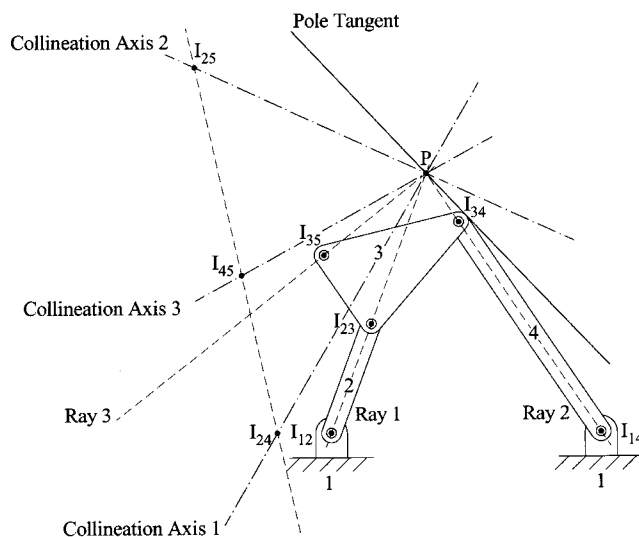 Pole Tangent
Collineation Axis 2
I25
P
I34
I35
3
I45
Collineation Axis 3
I23
4
2
Ray 3
Ray 1
Ray 2
I24
I12
I14
1
1
Collineation Axis 1